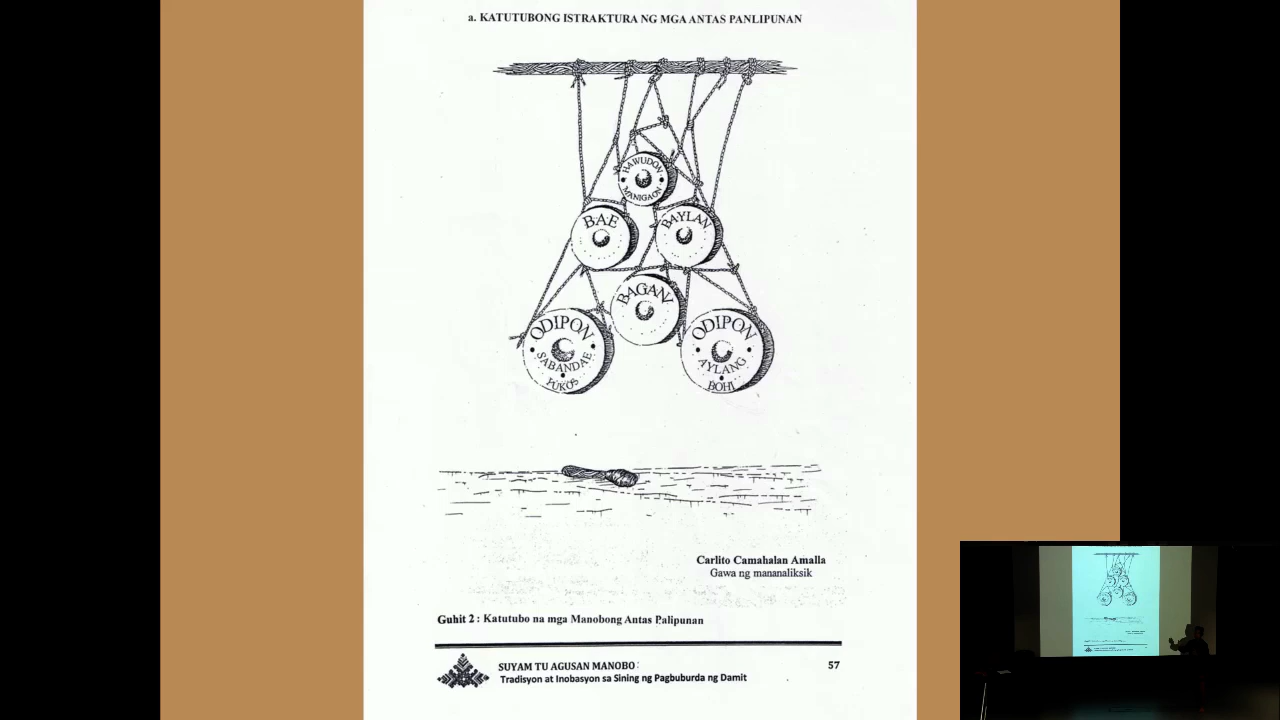 a. KATUTUBONG ISTRAKTURA NG MGA ANTAS PANLIPUNAN
HAWUDON
MANIGAON
BAE
BAYLAN
BAGANI
ODIPON
SABANDAE
PUKOS
ODIPON
AYLANG
BOHI
Carlito Camahalan Amalla
Gawa ng mananaliksik
Guhit 2 : Katutubo na mga Manobong Antas Palipunan
SUYAM TU AGUSAN MANOBO:
Tradisyon at Inobasyon sa Sining ng Pagbuburda ng Damit
57